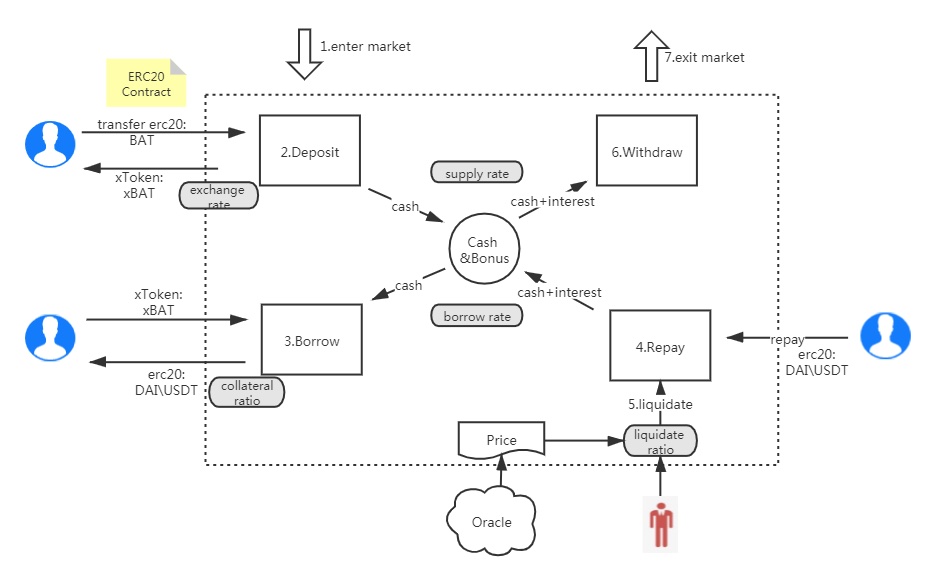 1.enter market
7.exit market
ERC20
Contract
transfer erc20:
BAT
2.Deposit
6.Withdraw
supply rate
xToken:
xBAT
exchange
rate
cash
cash+interest
Cash
&Bonus
cash
cash+interest
xToken:
xBAT
borrow rate
3.Borrow
4.Repay
repay
erc20:
DAI\USDT
erc20:
DAI\USDT
collateral
ratio
5.liquidate
Price
liquidate
ratio
Oracle